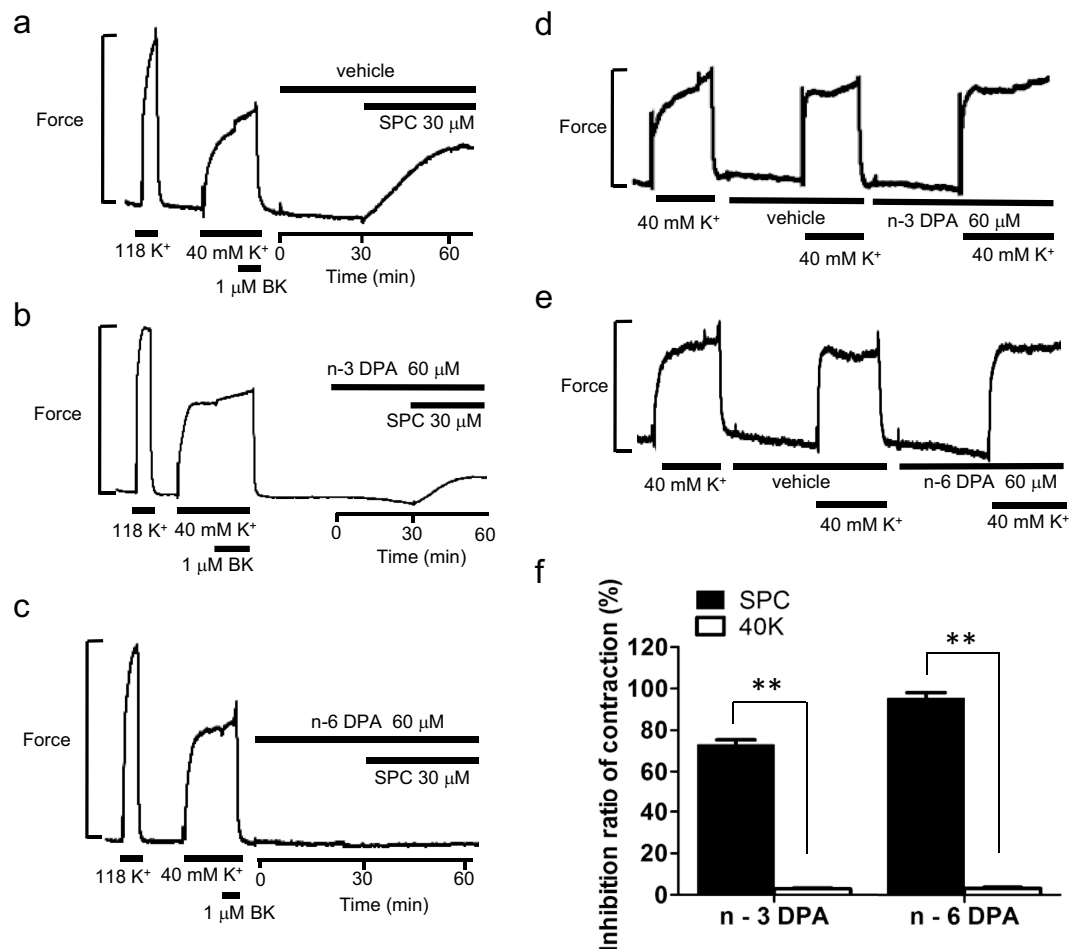 a
vehicle
SPC 30 µM
Force
118 K⁺
40 mM K⁺
1 µM BK
0 30 60
Time (min)
b
n-3 DPA 60 µM
SPC 30 µM
Force
118 K⁺
40 mM K⁺
1 µM BK
0 30 60
Time (min)
c
n-6 DPA 60 µM
SPC 30 µM
Force
118 K⁺
40 mM K⁺
1 µM BK
0 30 60
Time (min)
d
Force
40 mM K⁺
vehicle
40 mM K⁺
n-3 DPA 60 µM
40 mM K⁺
e
Force
40 mM K⁺
vehicle
40 mM K⁺
n-6 DPA 60 µM
40 mM K⁺
f
SPC
40K
Inhibition ratio of contraction (%)
120
100
80
60
40
20
0
**
**
n - 3 DPA
n - 6 DPA